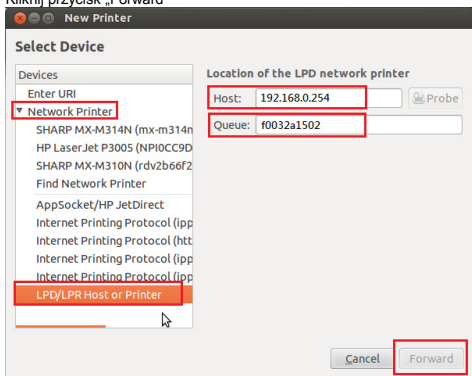 Kliknij przycisk „Forward"
New Printer
Select Device
Devices
Enter URI
Network Printer
SHARP MX-M314N (mx-m314n
HP LaserJet P3005 (NPI0CC9D
SHARP MX-M310N (rdv2b66f2
Find Network Printer
AppSocket/HP JetDirect
Internet Printing Protocol (ipp
Internet Printing Protocol (htt
Internet Printing Protocol (ipp
Internet Printing Protocol (ipp
LPD/LPR Host or Printer
Location of the LPD network printer
Host: 192.168.0.254 Probe
Queue: f0032a1502
Cancel Forward